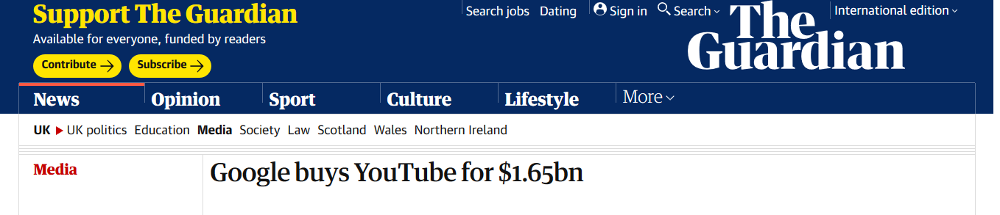 Support The Guardian
Available for everyone, funded by readers
Contribute
Subscribe
Search jobs Dating Sign in Search
The
Guardian
International edition
News Opinion Sport Culture Lifestyle More
UK UK politics Education Media Society Law Scotland Wales Northern Ireland
Media
Google buys YouTube for $1.65bn